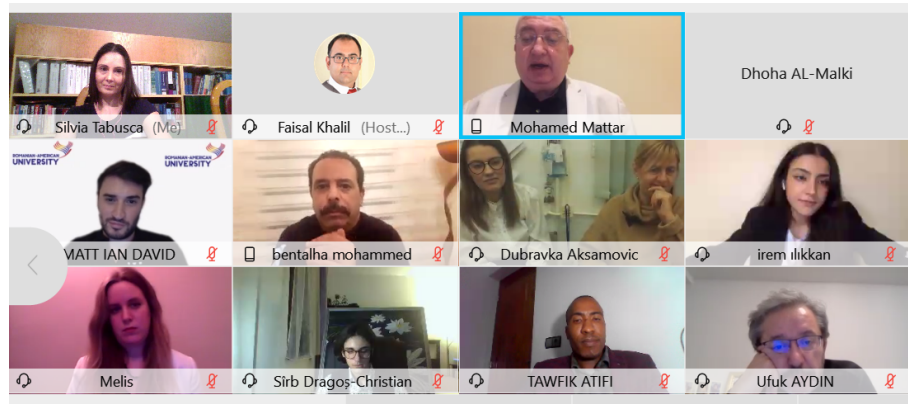 Silvia Tabusca (Me)
Faisal Khalil (Host...)
Mohamed Mattar
Dhoha AL-Malki
ROMANIAN-AMERICAN
UNIVERSITY
ROMANIAN-AMERICAN
UNIVERSITY
MATT IAN DAVID
bentalha mohammed
Dubravka Aksamovic
irem ılıkkan
Melis
Sîrb Dragoș-Christian
TAWFIK ATIFI
Ufuk AYDIN